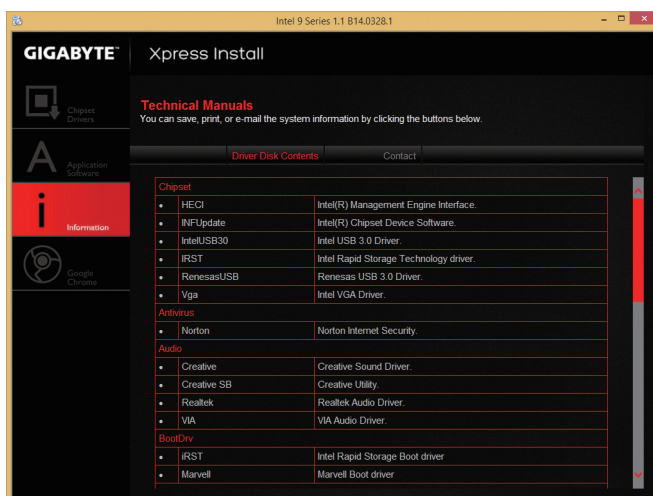 Intel 9 Series 1.1 B14.0328.1
GIGABYTE™
Xpress Install
Chipset
Drivers
Application
Software
Information
Google
Chrome
Technical Manuals
You can save, print, or e-mail the system information by clicking the buttons below.
Driver Disk Contents Contact
Chipset
• HECI Intel(R) Management Engine Interface.
• INFUpdate Intel(R) Chipset Device Software.
• IntelUSB30 Intel USB 3.0 Driver.
• IRST Intel Rapid Storage Technology driver.
• RenesasUSB Renesas USB 3.0 Driver.
• Vga Intel VGA Driver.
Antivirus
• Norton Norton Internet Security.
Audio
• Creative Creative Sound Driver.
• Creative SB Creative Utility.
• Realtek Realtek Audio Driver.
• VIA VIA Audio Driver.
BootDrv
• iRST Intel Rapid Storage Boot driver
• Marvell Marvell Boot driver